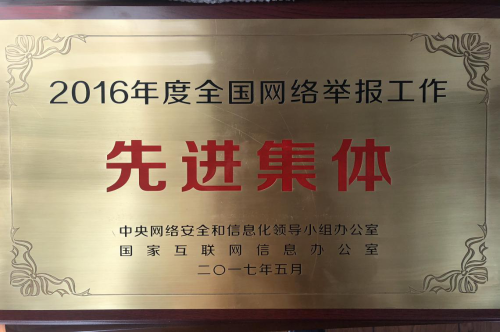 2016年度全国网络举报工作
先进集体
中央网络安全和信息化领导小组办公室
国家互联网信息办公室
二〇一七年五月